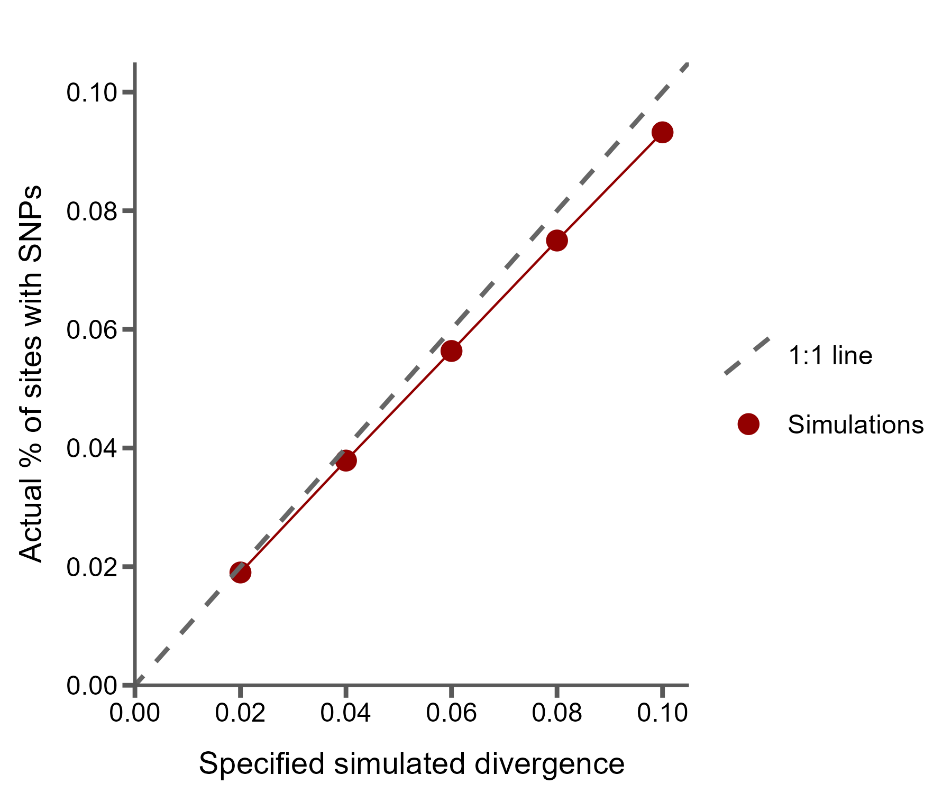 Actual % of sites with SNPs
0.10
0.08
0.06
0.04
0.02
0.00
0.00 0.02 0.04 0.06 0.08 0.10
Specified simulated divergence
1:1 line
Simulations